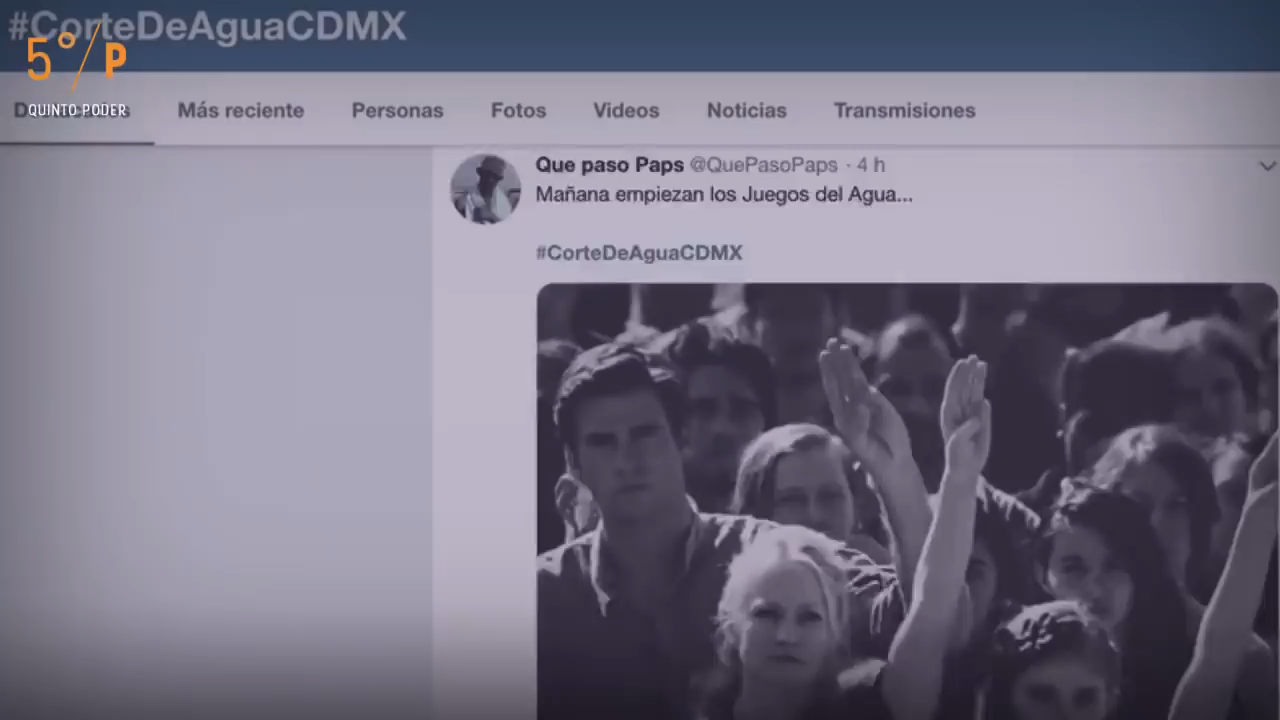 #CorteDeAguaCDMX
5°/P
QUINTO PODER
Más reciente
Personas
Fotos
Videos
Noticias
Transmisiones
Que paso Paps @QuePasoPaps · 4 h
Mañana empiezan los Juegos del Agua...
#CorteDeAguaCDMX